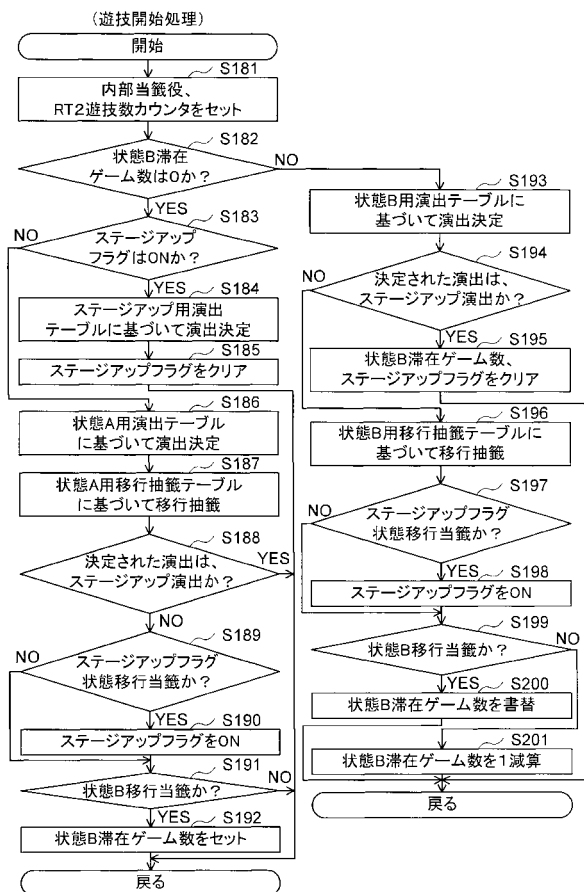 (遊技開始処理)
開始
S181
内部当籤役、
RT2遊技数カウンタをセット
S182
状態B滞在
ゲーム数は0か?
NO
YES
S183
ステージアップ
フラグはONか?
NO
YES
S184
ステージアップ用演出
テーブルに基づいて演出決定
S185
ステージアップフラグをクリア
S186
状態A用演出テーブル
に基づいて演出決定
S187
状態A用移行抽籤テーブル
に基づいて移行抽籤
S188
決定された演出は、
ステージアップ演出か?
YES
NO
S189
ステージアップフラグ
状態移行当籤か?
NO
YES
S190
ステージアップフラグをON
S191
状態B移行当籤か?
NO
YES
S192
状態B滞在ゲーム数をセット
戻る
S193
状態B用演出テーブルに
基づいて演出決定
S194
決定された演出は、
ステージアップ演出か?
NO
YES
S195
状態B滞在ゲーム数、
ステージアップフラグをクリア
S196
状態B用移行抽籤テーブルに
基づいて移行抽籤
S197
ステージアップフラグ
状態移行当籤か?
NO
YES
S198
ステージアップフラグをON
S199
状態B移行当籤か?
NO
YES
S200
状態B滞在ゲーム数を書替
S201
状態B滞在ゲーム数を1減算
戻る